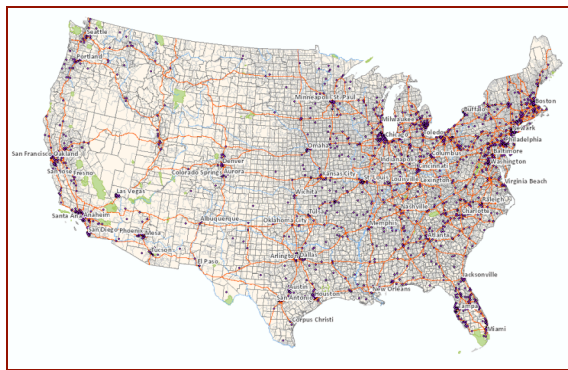 Seattle
Portland
Minneapolis St. Paul
Milwaukee
Buffalo
Boston
Toledo
Newark
Philadelphia
Baltimore
Washington
Omaha
Chic
Indianapolis
Columbus
Cincinnati
San Francisco Oakland
San Jose
Fresno
Denver
Aurora
Colorado Springs
Kansas City
St. Louis
Louisville
Lexington
Virginia Beach
Las Vegas
Raleigh
Nashville
Charlotte
Santa Ana
Anaheim
San Diego
Phoenix
Mesa
Tucson
Albuquerque
Oklahoma City
Tul
Memphis
Atlanta
El Paso
Arlington
Dallas
Austin
San Antonio
Houston
New Orleans
Jacksonville
Corpus Christi
Tampa
Miami